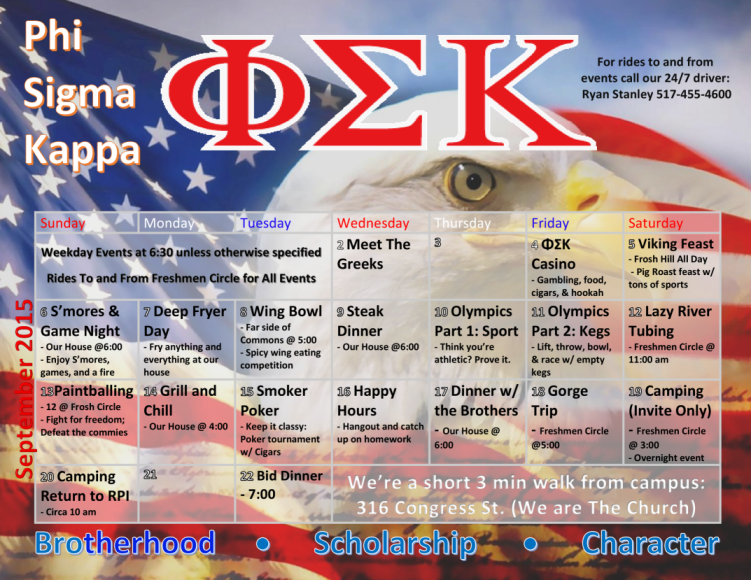 Phi
Sigma
Kappa
ΦΣΚ
For rides to and from
events call our 24/7 driver:
Ryan Stanley 517-455-4600
September 2015
Sunday Monday Tuesday Wednesday Thursday Friday Saturday
Weekday Events at 6:30 unless otherwise specified
Rides To and From Freshmen Circle for All Events
2 Meet The
Greeks
3
4 ΦΣΚ
Casino
- Gambling, food,
cigars, & hookah
5 Viking Feast
- Frosh Hill All Day
- Pig Roast feast w/
tons of sports
6 S'mores &
Game Night
- Our House @6:00
- Enjoy S'mores,
games, and a fire
7 Deep Fryer
Day
- Fry anything and
everything at our
house
8 Wing Bowl
- Far side of
Commons @ 5:00
- Spicy wing eating
competition
9 Steak
Dinner
- Our House @6:00
10 Olympics
Part 1: Sport
- Think you're
athletic? Prove it.
11 Olympics
Part 2: Kegs
- Lift, throw, bowl,
& race w/ empty
kegs
12 Lazy River
Tubing
- Freshmen Circle @
11:00 am
13 Paintballing
- 12 @ Frosh Circle
- Fight for freedom;
Defeat the commies
14 Grill and
Chill
- Our House @ 4:00
15 Smoker
Poker
- Keep it classy:
Poker tournament
w/ Cigars
16 Happy
Hours
- Hangout and catch
up on homework
17 Dinner w/
the Brothers
- Our House @
6:00
18 Gorge
Trip
- Freshmen Circle
@5:00
19 Camping
(Invite Only)
- Freshmen Circle
@ 3:00
- Overnight event
20 Camping
Return to RPI
- Circa 10 am
21
22 Bid Dinner
- 7:00
We're a short 3 min walk from campus:
316 Congress St. (We are The Church)
Brotherhood • Scholarship • Character